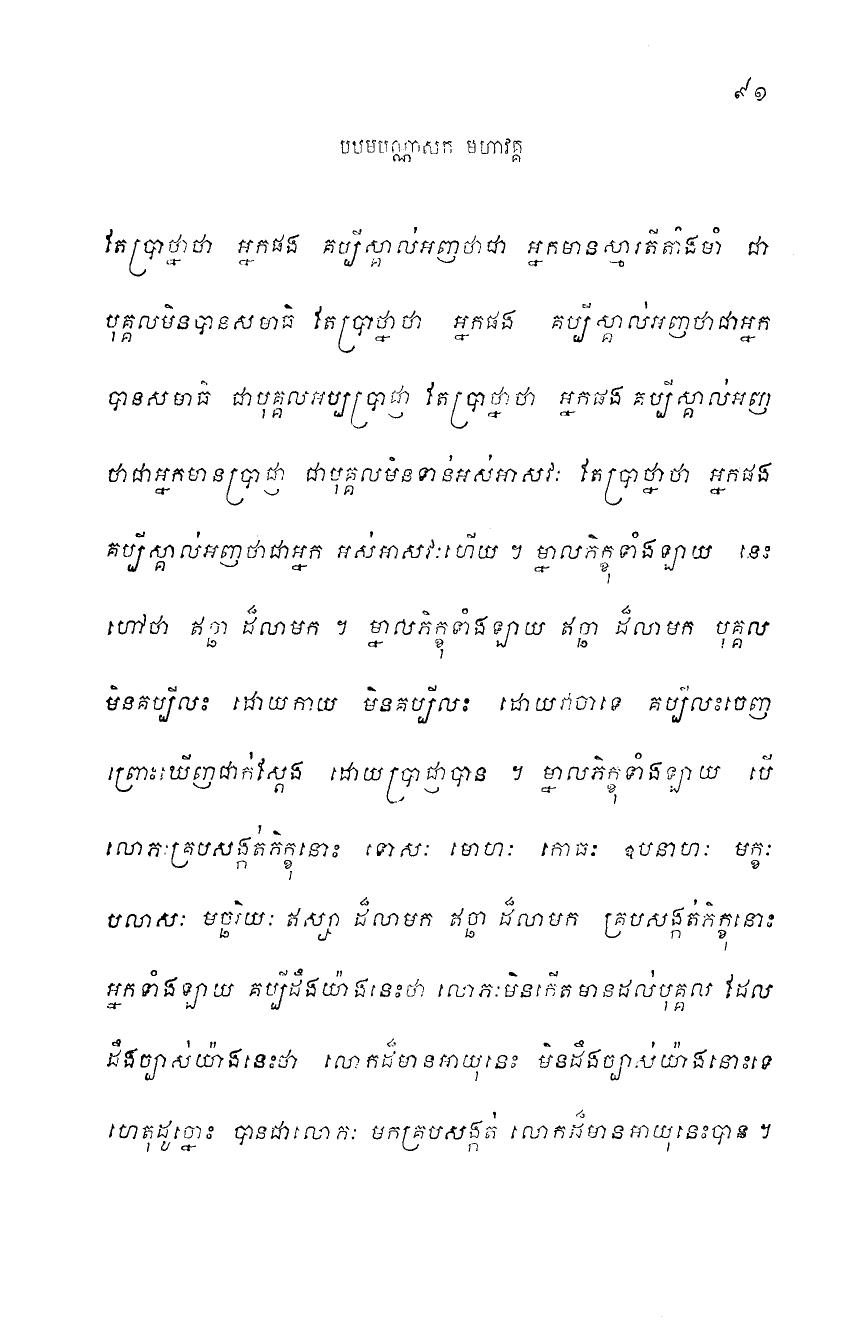 ៩១
បឋមបណ្ណាសក មហាវគ្គ
តែប្រាថ្នាថា អ្នកផង គប្បីស្គាល់អញថាជា អ្នកមានស្មារតីតាំងមាំ ជា
បុគ្គលមិនបានសមាធិ តែប្រាថ្នាថា អ្នកផង គប្បីស្គាល់អញថាជាអ្នក
បានសមាធិ ជាបុគ្គលអប្បប្រាជ្ញ តែប្រាថ្នាថា អ្នកផង គប្បីស្គាល់អញ
ថាជាអ្នកមានប្រាជ្ញា ជាបុគ្គលមិនទាន់អស់អាសវៈ តែប្រាថ្នាថា អ្នកផង
គប្បីស្គាល់អញថាជាអ្នក អស់អាសវៈហើយ ។ ម្នាលភិក្ខុទាំងឡាយ នេះ
ហៅថា ឥច្ឆា ដ៏លាមក ។ ម្នាលភិក្ខុទាំងឡាយ ឥច្ឆា ដ៏លាមក បុគ្គល
មិនគប្បីលះ ដោយកាយ មិនគប្បីលះ ដោយវាចាទេ គប្បីលះចេញ
ព្រោះឃើញជាក់ស្តែង ដោយប្រាជ្ញាបាន ។ ម្នាលភិក្ខុទាំងឡាយ បើ
លោភៈគ្របសង្កត់ភិក្ខុនោះ ទោសៈ មោហៈ កោធៈ ឧបនាហៈ មក្ខៈ
បលាសៈ មច្ឆរិយៈ ឥស្សា ដ៏លាមក ឥច្ឆា ដ៏លាមក គ្របសង្កត់ភិក្ខុនោះ
អ្នកទាំងឡាយ គប្បីដឹងយ៉ាងនេះថា លោភៈមិនកើតមានដល់បុគ្គល ដែល
ដឹងច្បាស់យ៉ាងនេះថា លោកដ៏មានអាយុនេះ មិនដឹងច្បាស់យ៉ាងនោះទេ
ហេតុដូច្នោះ បានជាលោភៈ មកគ្របសង្កត់ លោកដ៏មានអាយុនេះបាន ។